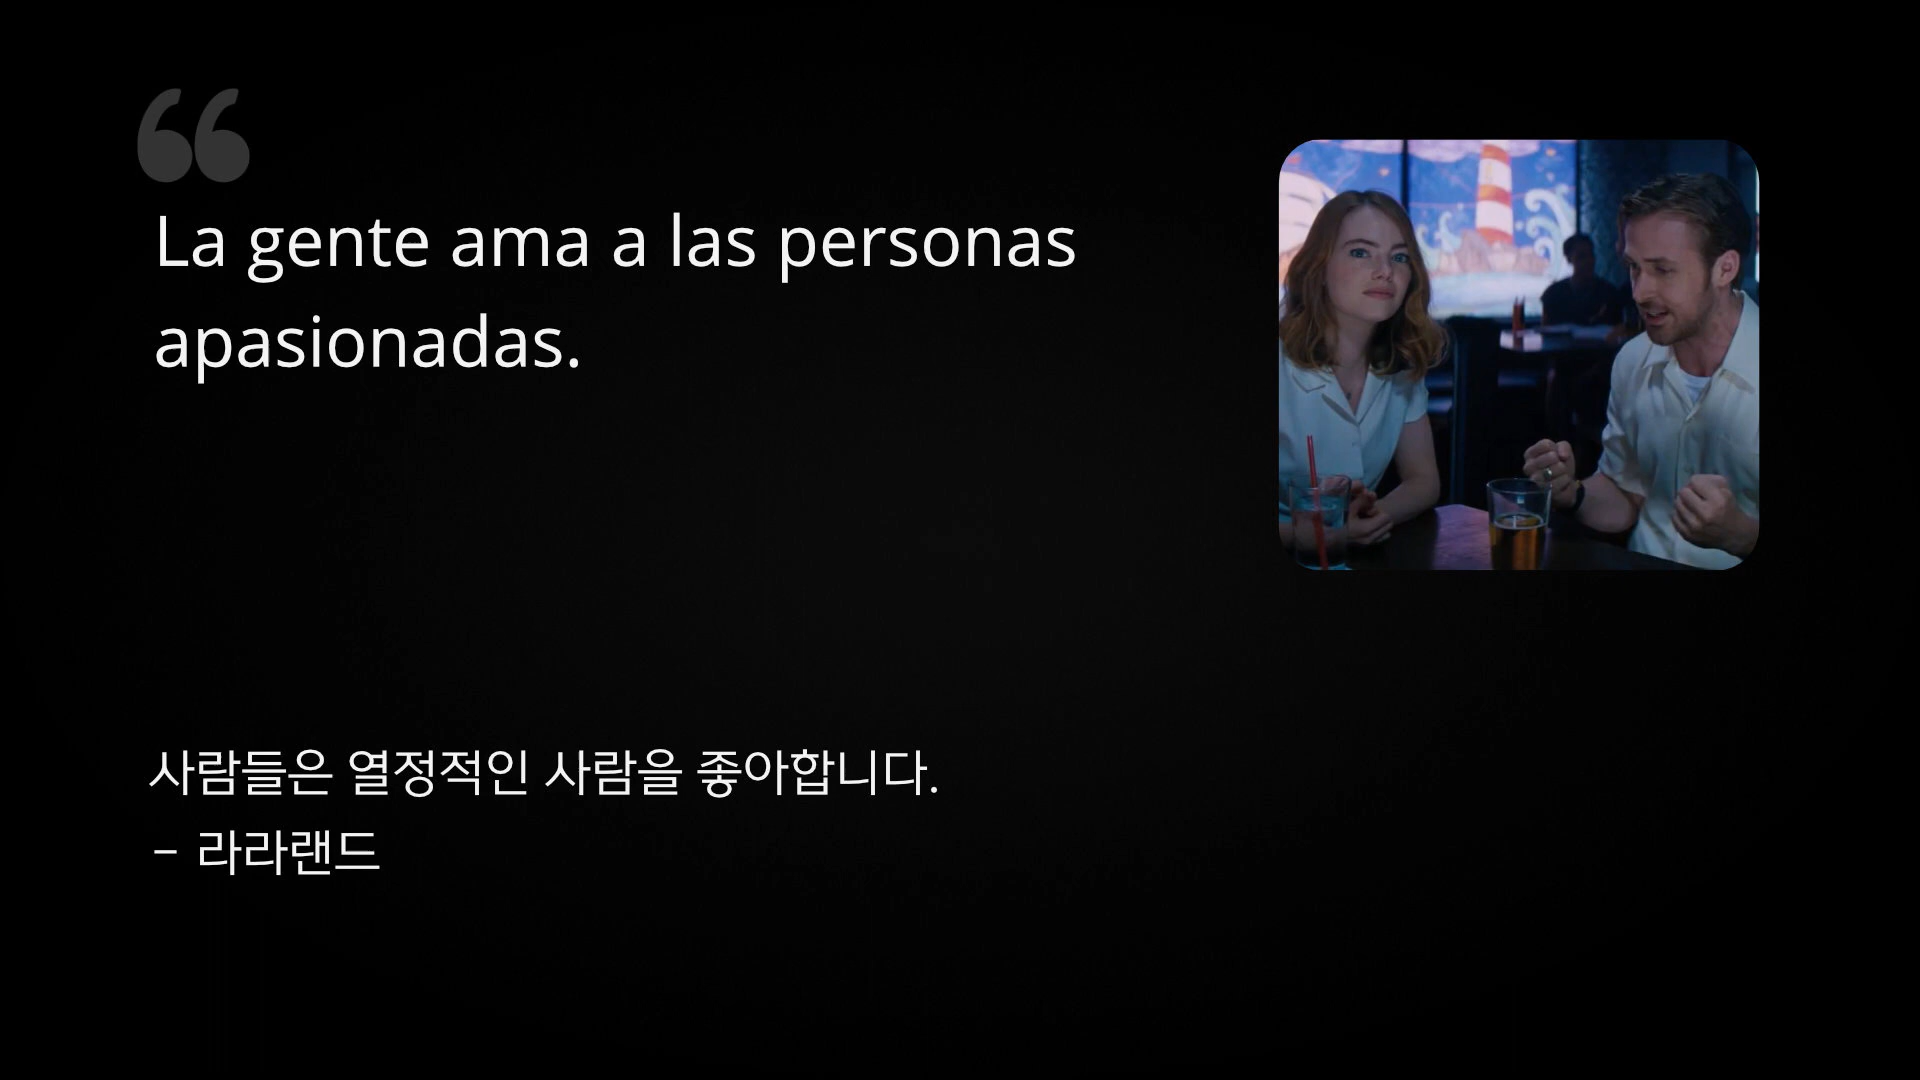 “
La gente ama a las personas
apasionadas.
사람들은 열정적인 사람을 좋아합니다.
– 라라랜드